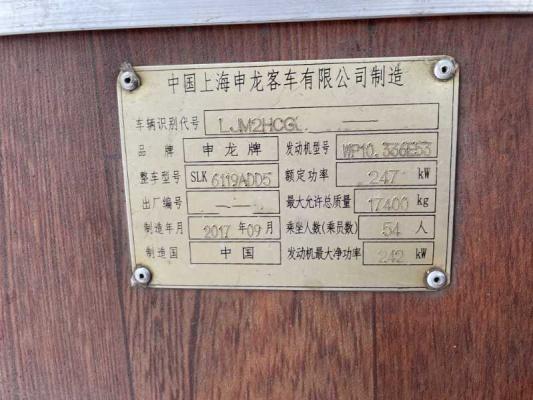 中国上海申龙客车有限公司制造
车辆识别代号 LJM2HCG
品牌 申龙牌 发动机型号 WP10.336E53
整车型号 SLK6119ADD5 额定功率 247 kW
出厂编号 —— 最大允许总质量 17400 kg
制造年月 2017年09月 乘坐人数(乘员数) 54 人
制造国 中国 发动机最大净功率 242 kW